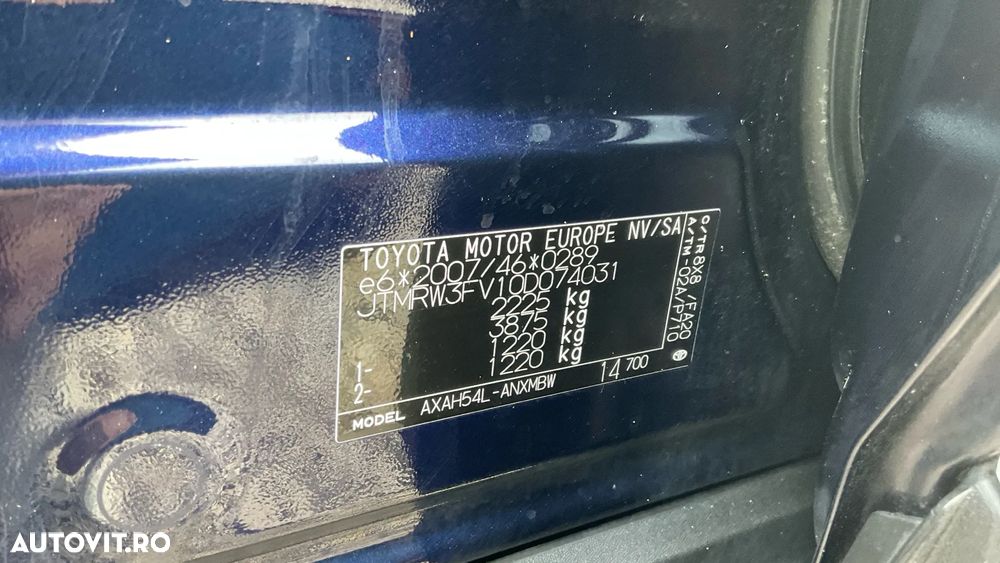 TOYOTA MOTOR EUROPE NV/SA
e6*2007/46*0289
JTMRW3FV10D074031
2225 kg
3875 kg
1- 1220 kg
2- 1220 kg
MODEL AXAH54L-ANXMBW 14 700
C/TR 8X8 /FA20
A/TM-02A/P710
AUTOVIT.RO